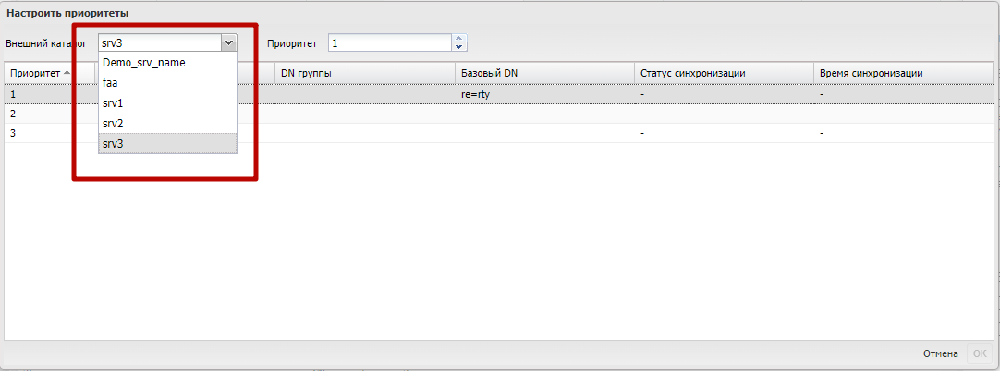 Настроить приоритеты
Внешний каталог srv3 Приоритет 1
Приоритет DN группы Базовый DN Статус синхронизации Время синхронизации
1 re=rty - -
2 - -
3 - -
Demo_srv_name
faa
srv1
srv2
srv3
Отмена OK